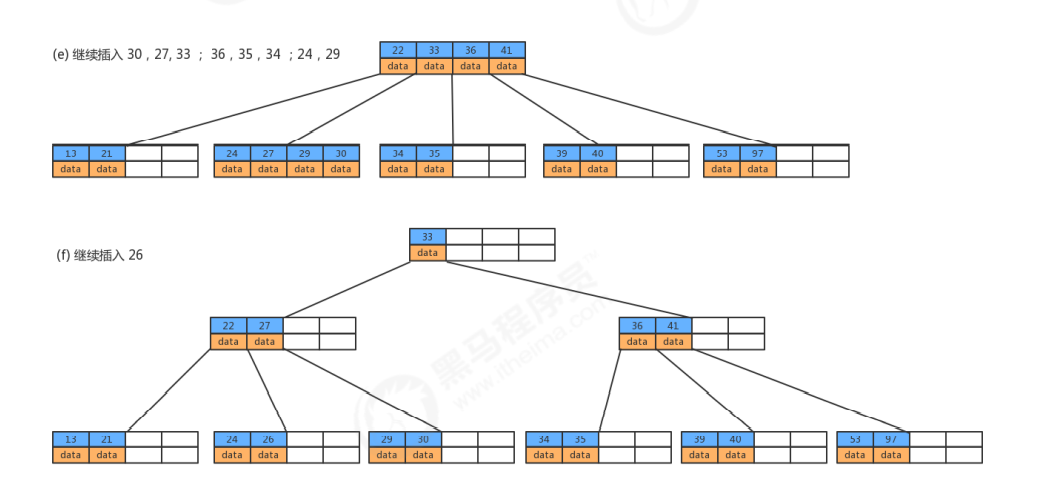 (e) 继续插入 30 , 27, 33 ； 36 , 35 , 34 ；24 , 29
22 33 36 41
data data data data
13 21 24 27 29 30 34 35 39 40 53 97
data data data data data data data data data data data data
(f) 继续插入 26
33
data
22 27 36 41
data data data data
13 21 24 26 29 30 34 35 39 40 53 97
data data data data data data data data data data data data
黑马程序员
www.itheima.com